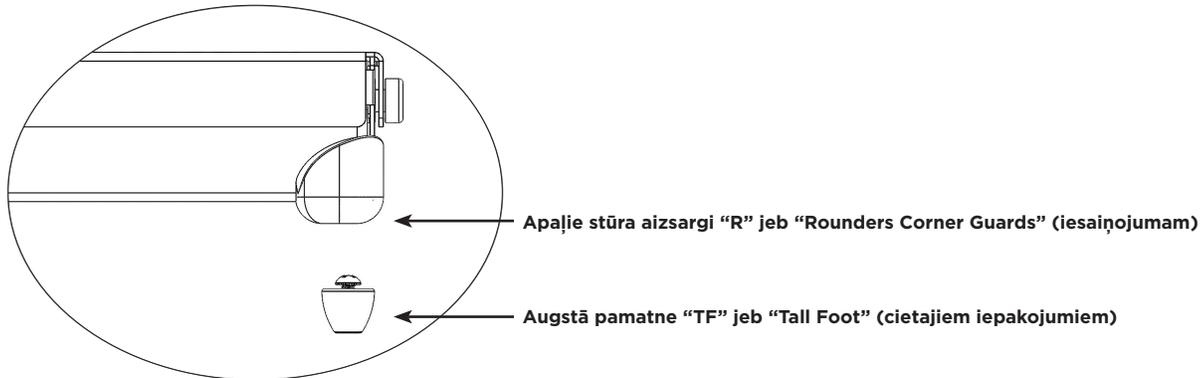 Apaļie stūra aizsargi “R” jeb “Rounders Corner Guards” (iesaiņojumam)
Augstā pamatne “TF” jeb “Tall Foot” (cietajiem iepakojumiem)